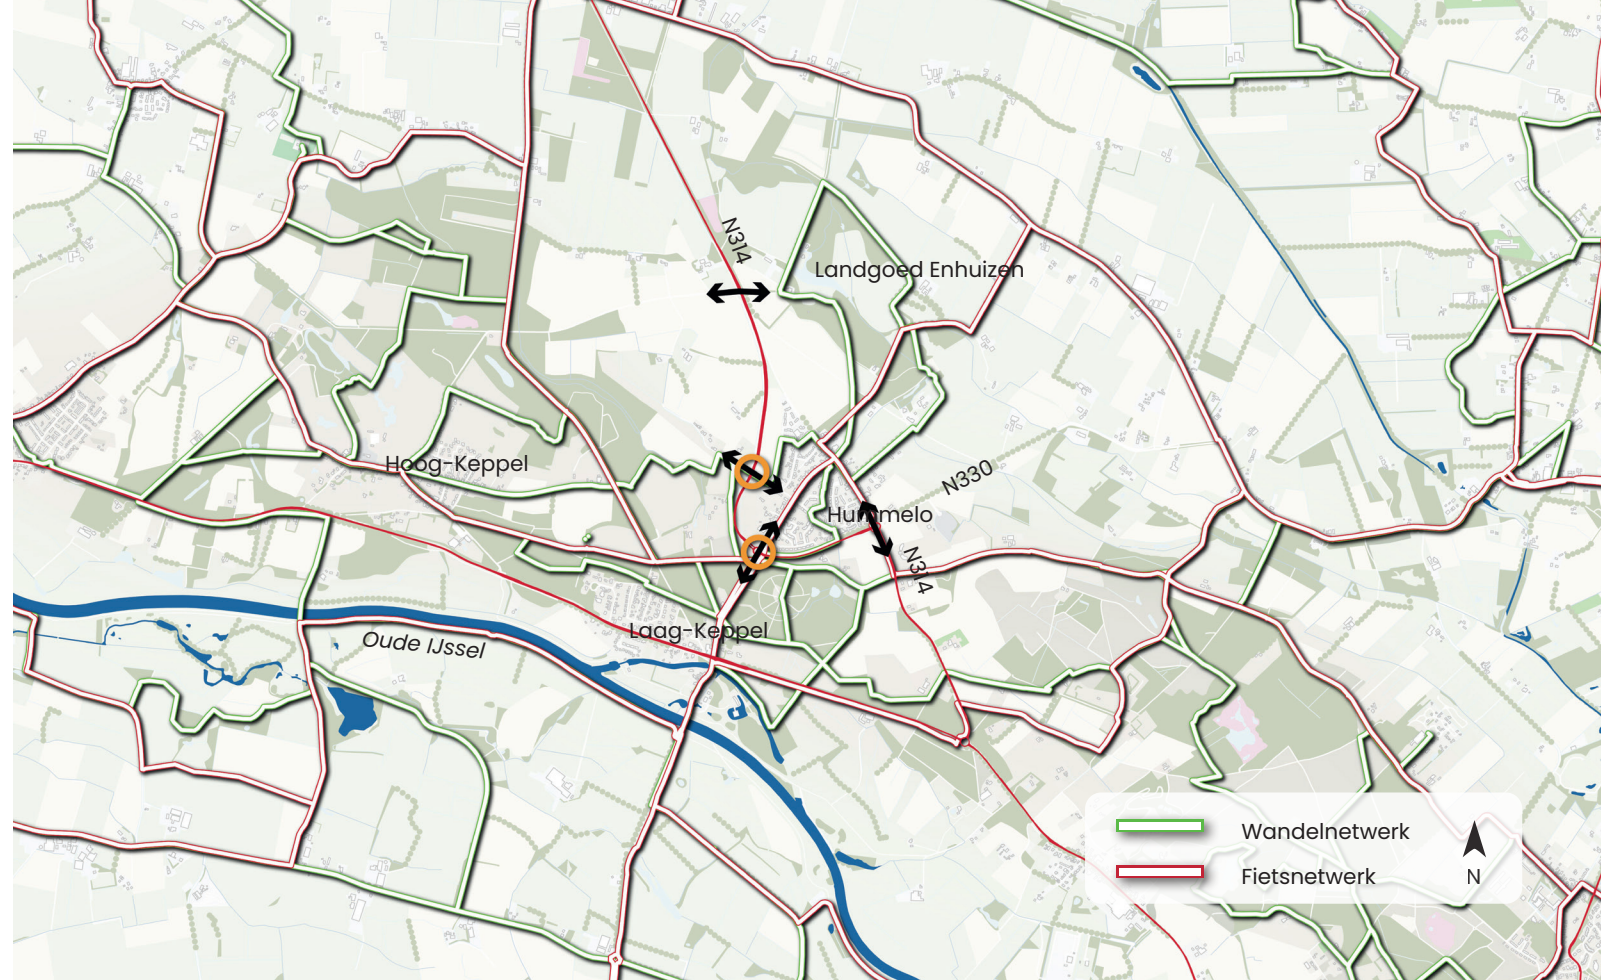 N314
Landgoed Enhuizen
Hoog-Keppel
N330
Hummelo
N314
Laag-Keppel
Oude IJssel
Wandelnetwerk
Fietsnetwerk
N